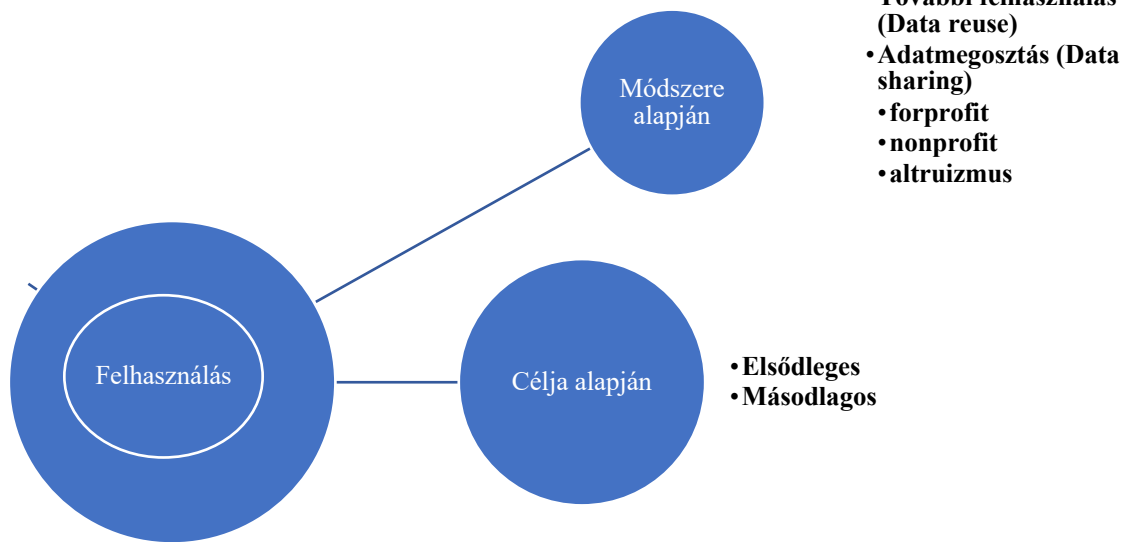 (Data reuse)
•Adatmegosztás (Data
sharing)
•forprofit
•nonprofit
•altruizmus
Módszere
alapján
Felhasználás
Célja alapján
•Elsődleges
•Másodlagos